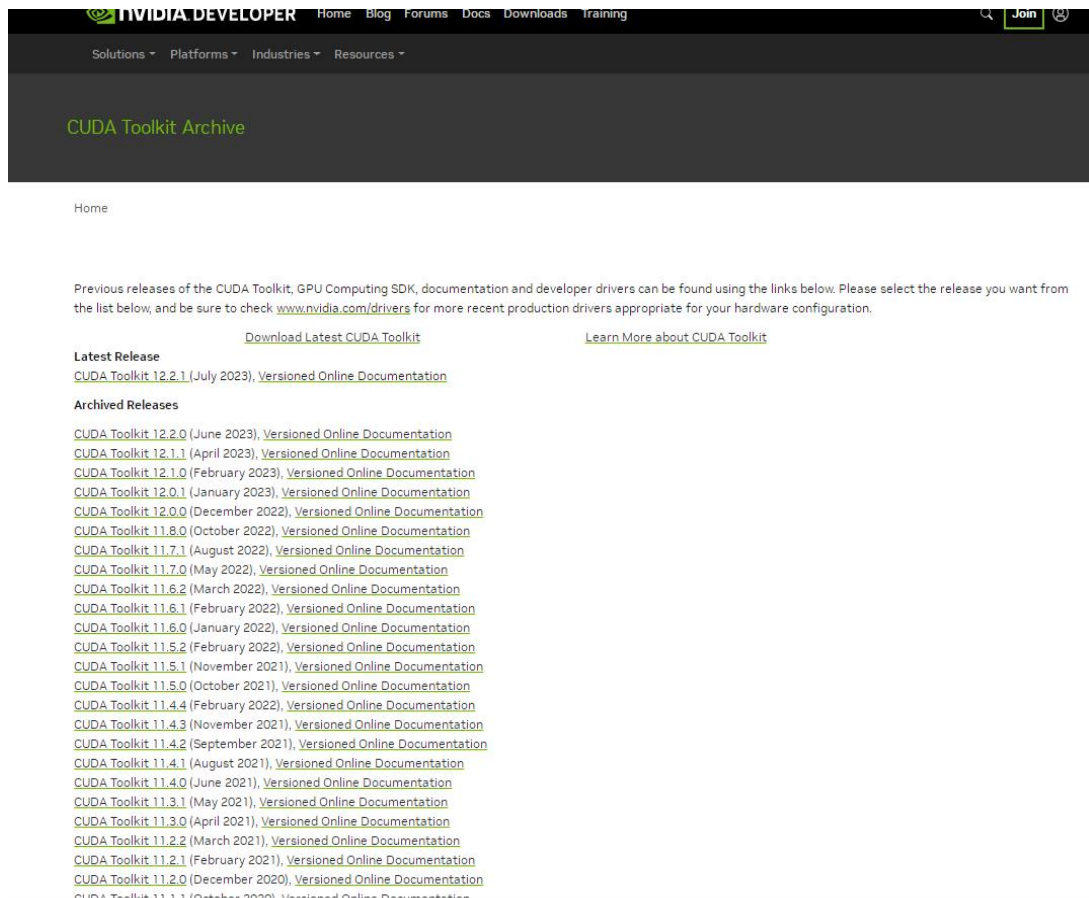 NVIDIA.DEVELOPER Home Blog Forums Docs Downloads Training Join
Solutions Platforms Industries Resources
CUDA Toolkit Archive
Home
Previous releases of the CUDA Toolkit, GPU Computing SDK, documentation and developer drivers can be found using the links below. Please select the release you want from
the list below, and be sure to check www.nvidia.com/drivers for more recent production drivers appropriate for your hardware configuration.
Download Latest CUDA Toolkit Learn More about CUDA Toolkit
Latest Release
CUDA Toolkit 12.2.1 (July 2023), Versioned Online Documentation
Archived Releases
CUDA Toolkit 12.2.0 (June 2023), Versioned Online Documentation
CUDA Toolkit 12.1.1 (April 2023), Versioned Online Documentation
CUDA Toolkit 12.1.0 (February 2023), Versioned Online Documentation
CUDA Toolkit 12.0.1 (January 2023), Versioned Online Documentation
CUDA Toolkit 12.0.0 (December 2022), Versioned Online Documentation
CUDA Toolkit 11.8.0 (October 2022), Versioned Online Documentation
CUDA Toolkit 11.7.1 (August 2022), Versioned Online Documentation
CUDA Toolkit 11.7.0 (May 2022), Versioned Online Documentation
CUDA Toolkit 11.6.2 (March 2022), Versioned Online Documentation
CUDA Toolkit 11.6.1 (February 2022), Versioned Online Documentation
CUDA Toolkit 11.6.0 (January 2022), Versioned Online Documentation
CUDA Toolkit 11.5.2 (February 2022), Versioned Online Documentation
CUDA Toolkit 11.5.1 (November 2021), Versioned Online Documentation
CUDA Toolkit 11.5.0 (October 2021), Versioned Online Documentation
CUDA Toolkit 11.4.4 (February 2022), Versioned Online Documentation
CUDA Toolkit 11.4.3 (November 2021), Versioned Online Documentation
CUDA Toolkit 11.4.2 (September 2021), Versioned Online Documentation
CUDA Toolkit 11.4.1 (August 2021), Versioned Online Documentation
CUDA Toolkit 11.4.0 (June 2021), Versioned Online Documentation
CUDA Toolkit 11.3.1 (May 2021), Versioned Online Documentation
CUDA Toolkit 11.3.0 (April 2021), Versioned Online Documentation
CUDA Toolkit 11.2.2 (March 2021), Versioned Online Documentation
CUDA Toolkit 11.2.1 (February 2021), Versioned Online Documentation
CUDA Toolkit 11.2.0 (December 2020), Versioned Online Documentation
CUDA Toolkit 11.1.1 (October 2020), Versioned Online Documentation